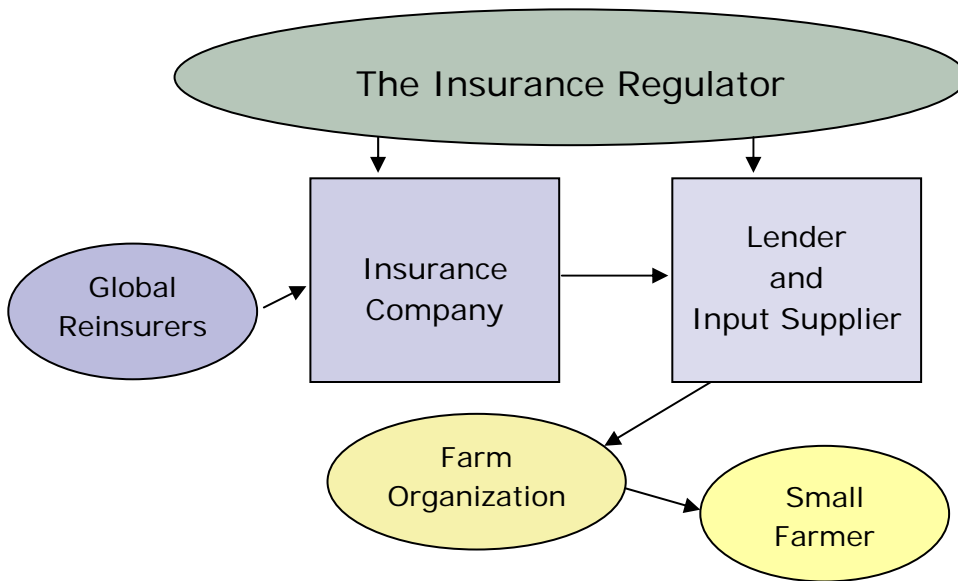 The Insurance Regulator
Global
Reinsurers
Insurance
Company
Lender
and
Input Supplier
Farm
Organization
Small
Farmer